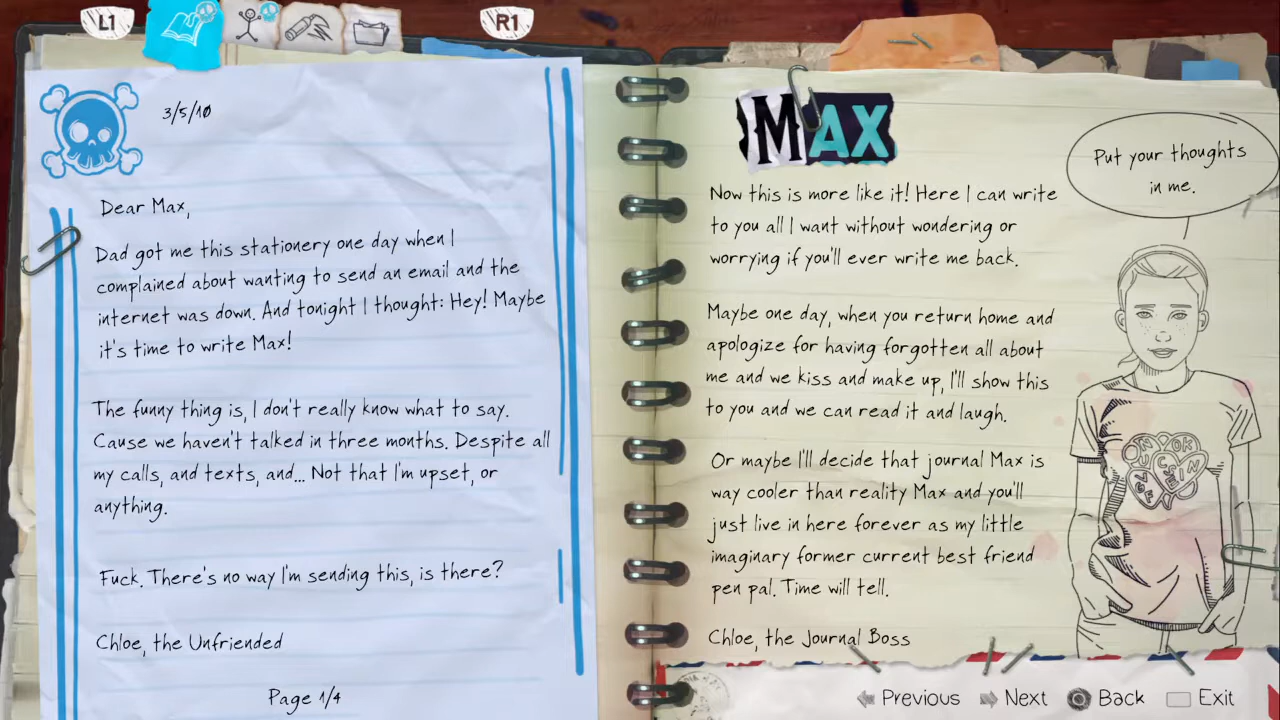 L1
R1
3/5/10
Dear Max,
Dad got me this stationery one day when I
complained about wanting to send an email and the
internet was down. And tonight I thought: Hey! Maybe
it's time to write Max!
The funny thing is, I don't really know what to say.
Cause we haven't talked in three months. Despite all
my calls, and texts, and... Not that I'm upset, or
anything.
Fuck. There's no way I'm sending this, is there?
Chloe, the Unfriended
Page 1/4
MAX
Now this is more like it! Here I can write
to you all I want without wondering or
worrying if you'll ever write me back.
Maybe one day, when you return home and
apologize for having forgotten all about
me and we kiss and make up, I'll show this
to you and we can read it and laugh.
Or maybe I'll decide that journal Max is
way cooler than reality Max and you'll
just live in here forever as my little
imaginary former current best friend
pen pal. Time will tell.
Chloe, the Journal Boss
Put your thoughts
in me.
Previous
Next
Back
Exit